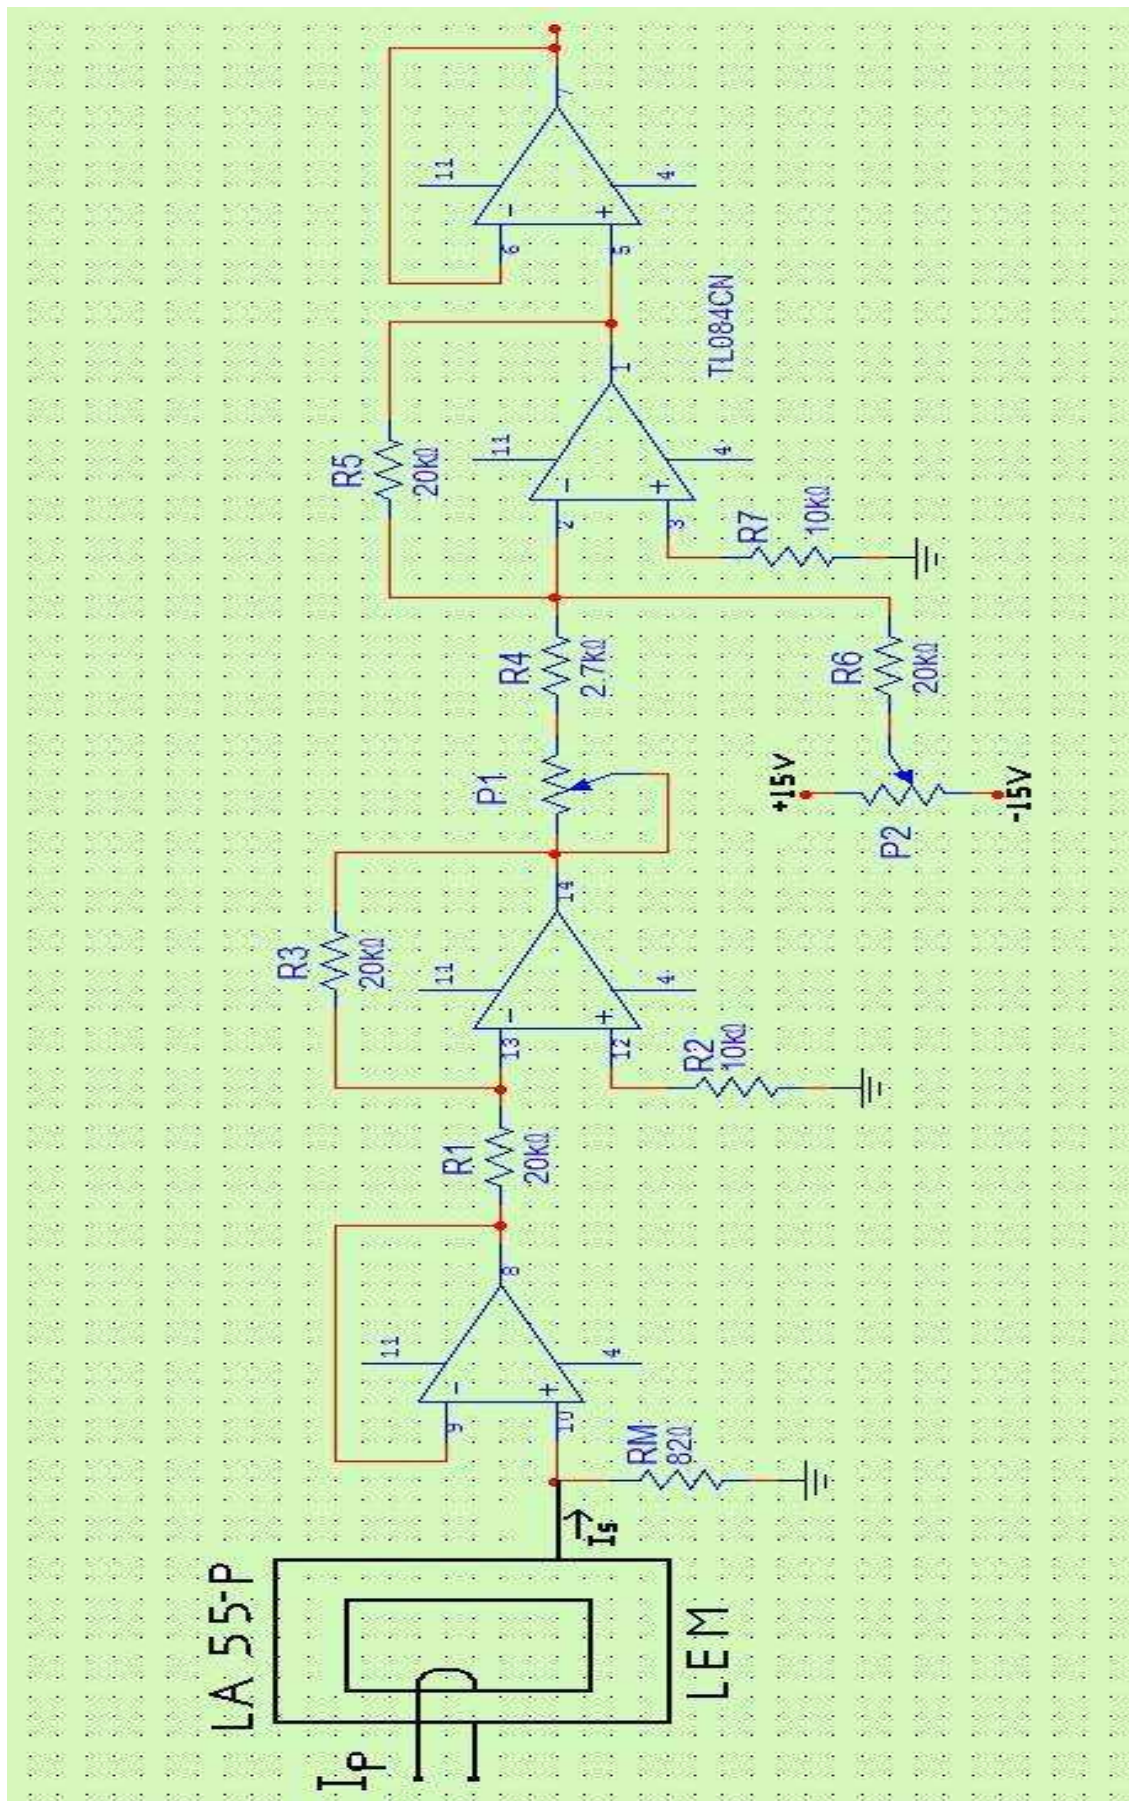 LA 55-P
Ip
LEM
Is
RM
82Ω
10
9
8
11
4
R1
20kΩ
R2
10kΩ
13
12
14
11
4
R3
20kΩ
P1
R4
2.7kΩ
P2
+15V
-15V
R6
20kΩ
R5
20kΩ
R7
10kΩ
2
3
1
11
4
TL084CN
6
5
7
11
4